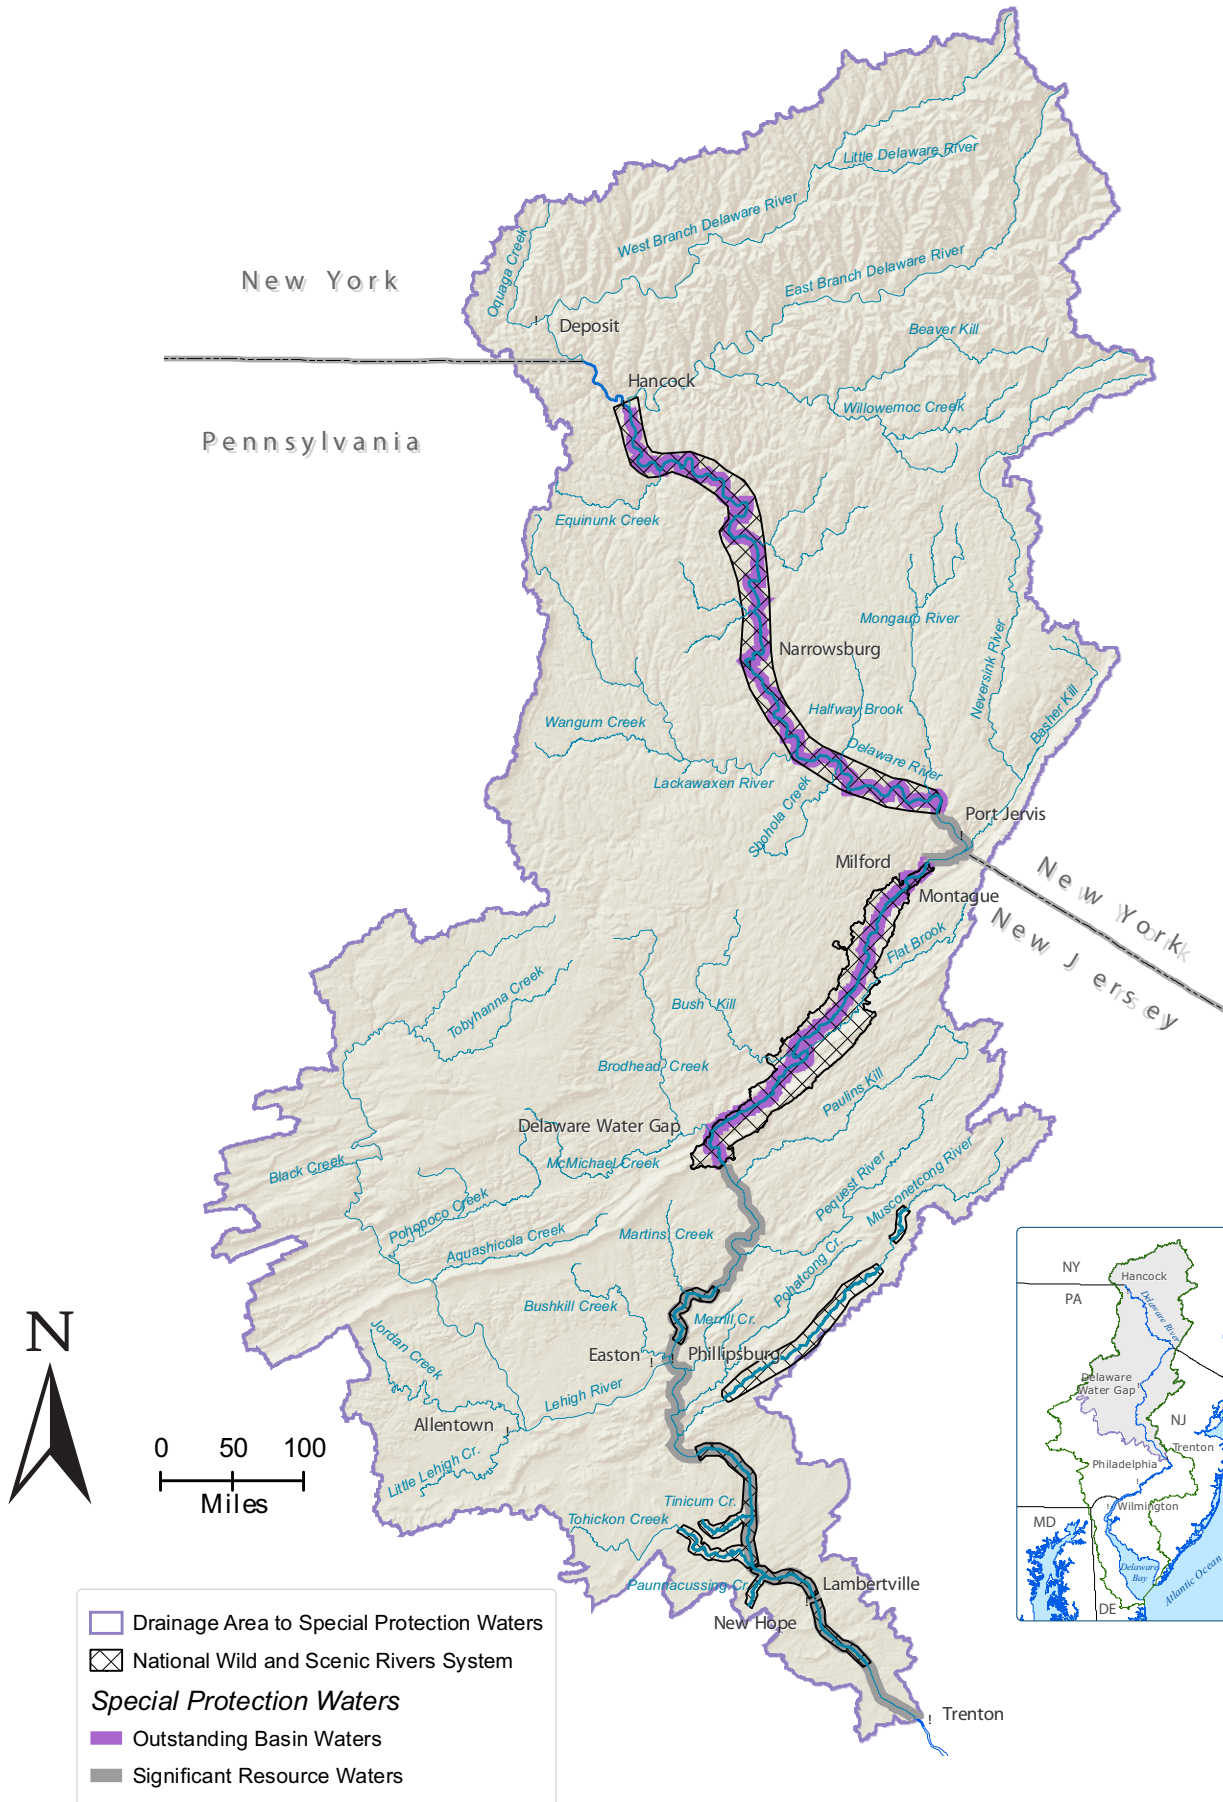 Little Delaware River
West Branch Delaware River
Oquaga Creek
East Branch Delaware River
New York
Deposit
Beaver Kill
Hancock
Willowemoc Creek
Pennsylvania
Equinunk Creek
Mongaup River
Narrowsburg
Neversink River
Basher Kill
Halfway Brook
Wangum Creek
Delaware River
Lackawaxen River
Shohola Creek
Port Jervis
Milford
Montague
New York
New Jersey
Flat Brook
Tobyhanna Creek
Bush Kill
Brodhead Creek
Paulins Kill
Delaware Water Gap
McMichael Creek
Black Creek
Pequest River
Musconetcong River
Pohopoco Creek
Aquashicola Creek
Martins Creek
Pohatcong Cr.
Bushkill Creek
Merrill Cr.
Jordan Creek
Easton
!
!
Phillipsburg
Lehigh River
Allentown
!
Little Lehigh Cr.
Tinicum Cr.
Tohickon Creek
Paunnacussing Cr.
Lambertville
New Hope
Trenton
!
N
0 50 100
Miles
NY
Hancock
PA
Delaware River
Delaware
Water Gap
NJ
Trenton
Philadelphia
Wilmington
MD
Delaware
Bay
Atlantic Ocean
DE
Drainage Area to Special Protection Waters
National Wild and Scenic Rivers System
Special Protection Waters
Outstanding Basin Waters
Significant Resource Waters